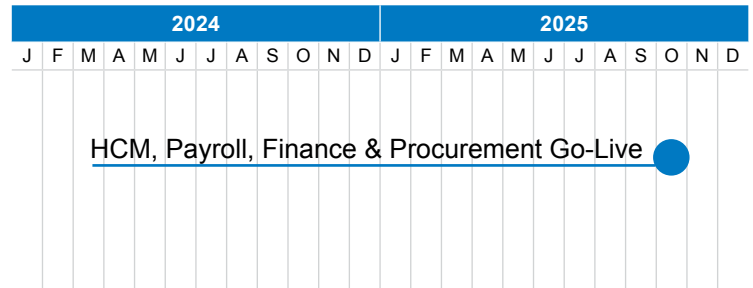 2024 2025
J F M A M J J A S O N D J F M A M J J A S O N D
HCM, Payroll, Finance & Procurement Go-Live